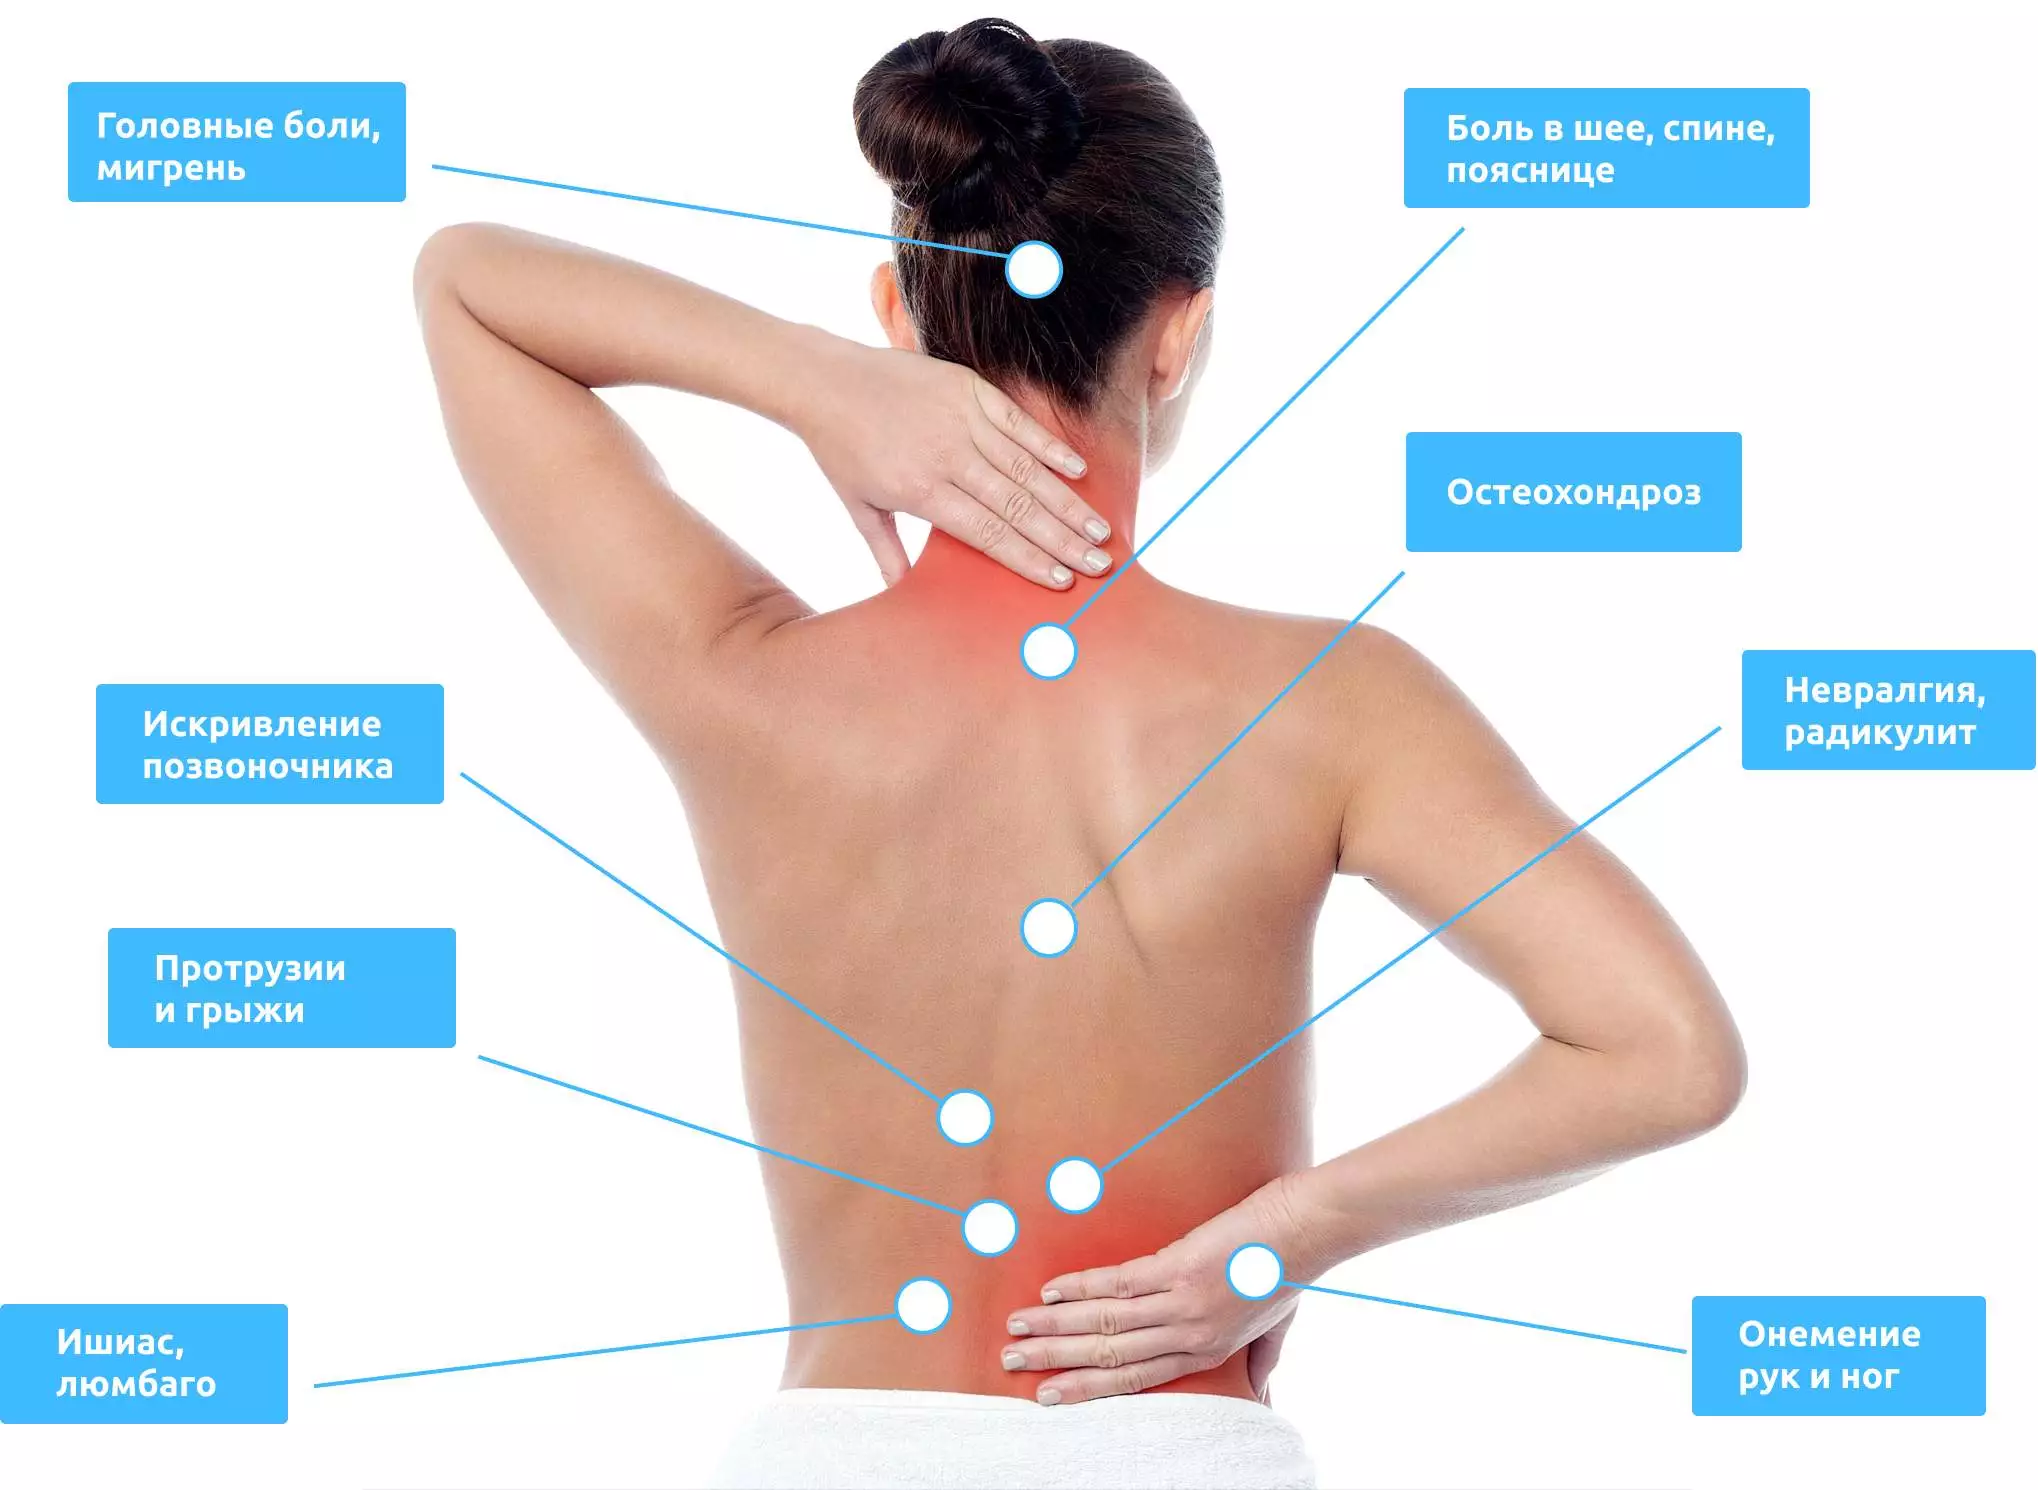 Головные боли,
мигрень
Боль в шее, спине,
пояснице
Остеохондроз
Невралгия,
радикулит
Искривление
позвоночника
Протрузии
и грыжи
Ишиас,
люмбаго
Онемение
рук и ног